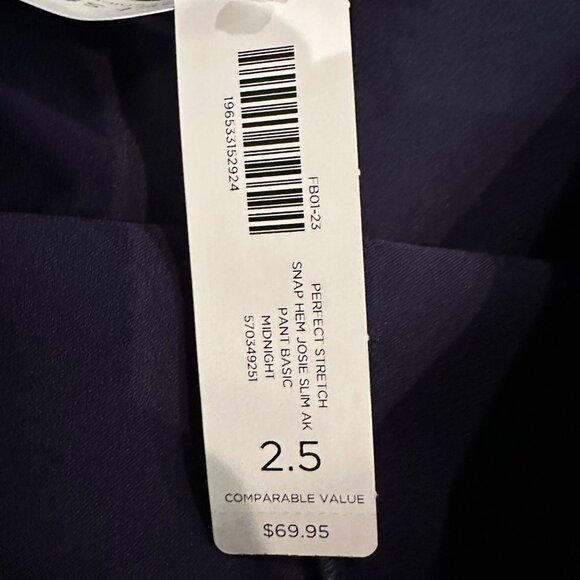 196533152924
FB01-23
PERFECT STRETCH
SNAP HEM JOSIE SLIM AK
PANT BASIC
MIDNIGHT
570349251
2.5
COMPARABLE VALUE
$69.95